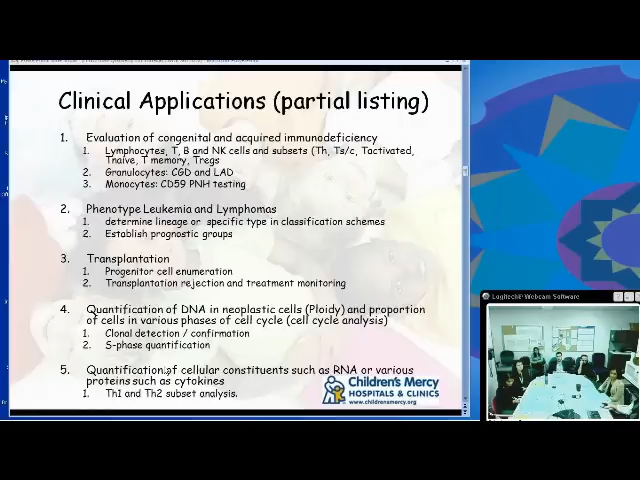 Clinical Applications (partial listing)
1. Evaluation of congenital and acquired immunodeficiency
1. Lymphocytes, T, B and NK cells and subsets (Th, Ts/c, Tactivated,
Tnaive, T memory, Tregs
2. Granulocytes: CGD and LAD
3. Monocytes: CD59 PNH testing
2. Phenotype Leukemia and Lymphomas
1. determine lineage or specific type in classification schemes
2. Establish prognostic groups
3. Transplantation
1. Progenitor cell enumeration
2. Transplantation rejection and treatment monitoring
4. Quantification of DNA in neoplastic cells (Ploidy) and proportion
of cells in various phases of cell cycle (cell cycle analysis)
1. Clonal detection / confirmation
2. S-phase quantification
5. Quantification of cellular constituents such as RNA or various
proteins such as cytokines
1. Th1 and Th2 subset analysis.
Children's Mercy
HOSPITALS & CLINICS
www.childrensmercy.org
Logitech® Webcam Software